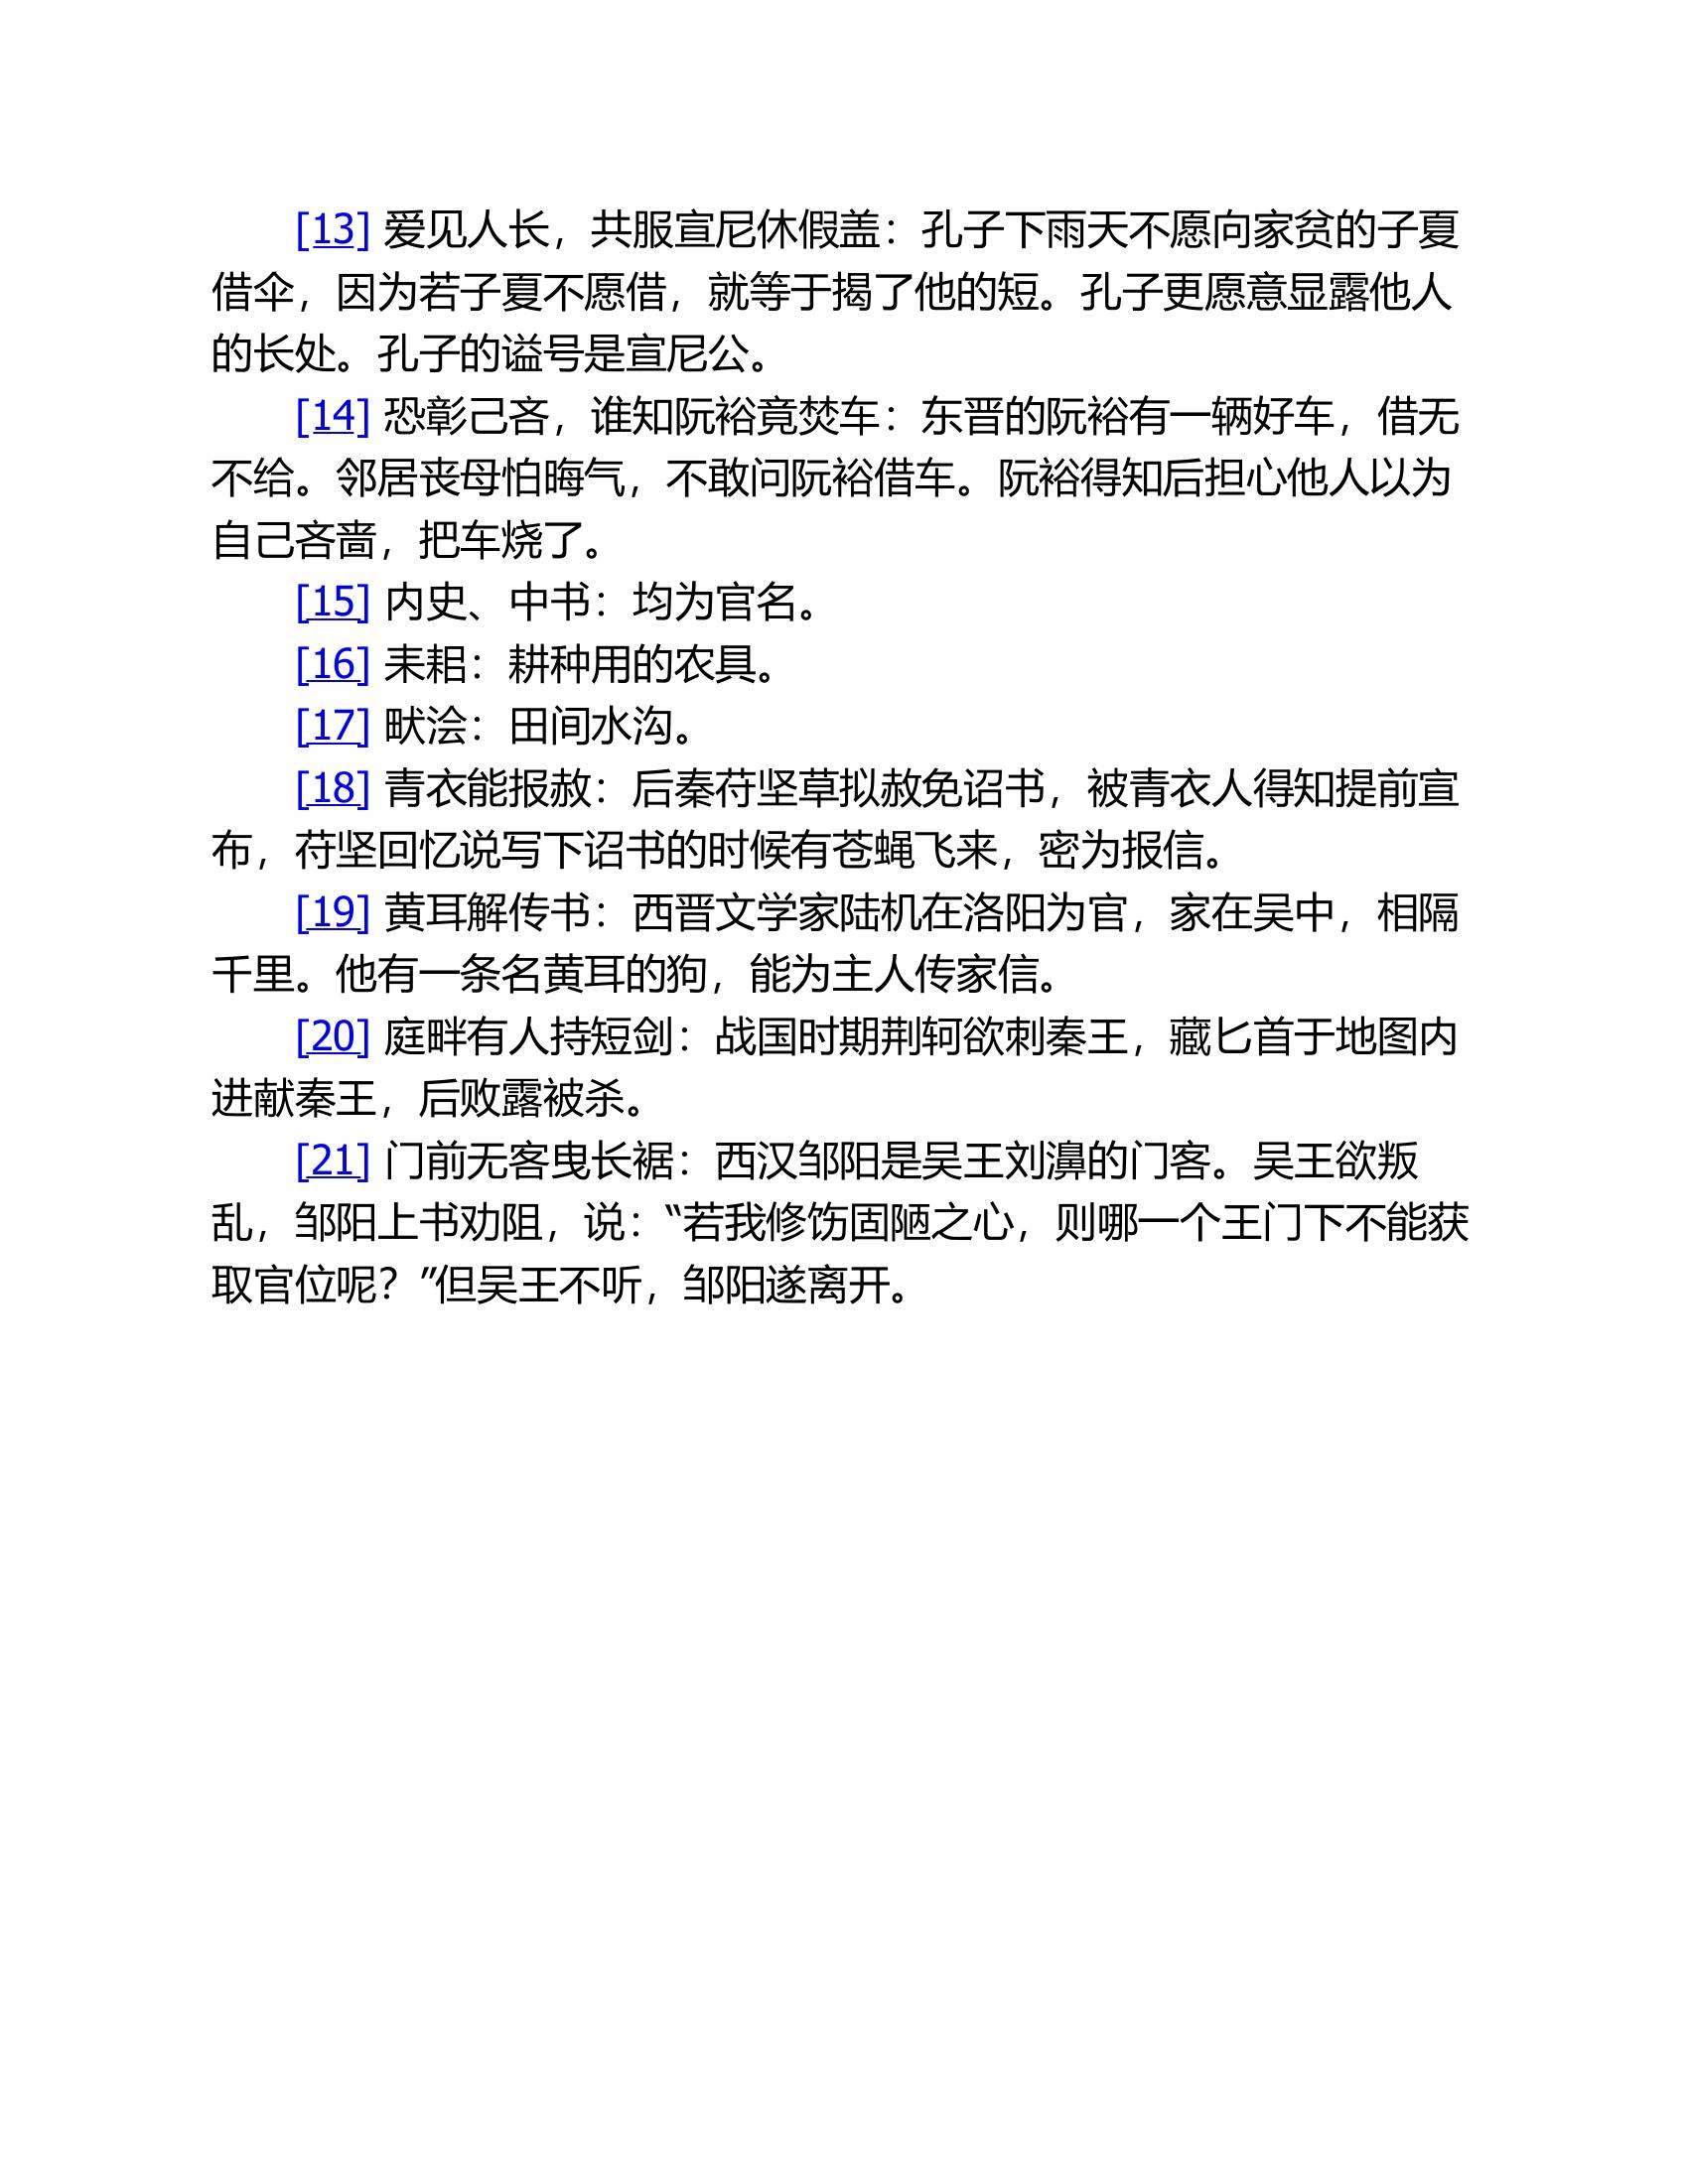 [13] 爱见人长，共服宣尼休假盖：孔子下雨天不愿向家贫的子夏
借伞，因为若子夏不愿借，就等于揭了他的短。孔子更愿意显露他人
的长处。孔子的谥号是宣尼公。
[14] 恐彰己吝，谁知阮裕竟焚车：东晋的阮裕有一辆好车，借无
不给。邻居丧母怕晦气，不敢问阮裕借车。阮裕得知后担心他人以为
自己吝啬，把车烧了。
[15] 内史、中书：均为官名。
[16] 耒耜：耕种用的农具。
[17] 畎浍：田间水沟。
[18] 青衣能报赦：后秦苻坚草拟赦免诏书，被青衣人得知提前宣
布，苻坚回忆说写下诏书的时候有苍蝇飞来，密为报信。
[19] 黄耳解传书：西晋文学家陆机在洛阳为官，家在吴中，相隔
千里。他有一条名黄耳的狗，能为主人传家信。
[20] 庭畔有人持短剑：战国时期荆轲欲刺秦王，藏匕首于地图内
进献秦王，后败露被杀。
[21] 门前无客曳长裾：西汉邹阳是吴王刘濞的门客。吴王欲叛
乱，邹阳上书劝阻，说：“若我修饬固陋之心，则哪一个王门下不能获
取官位呢？”但吴王不听，邹阳遂离开。